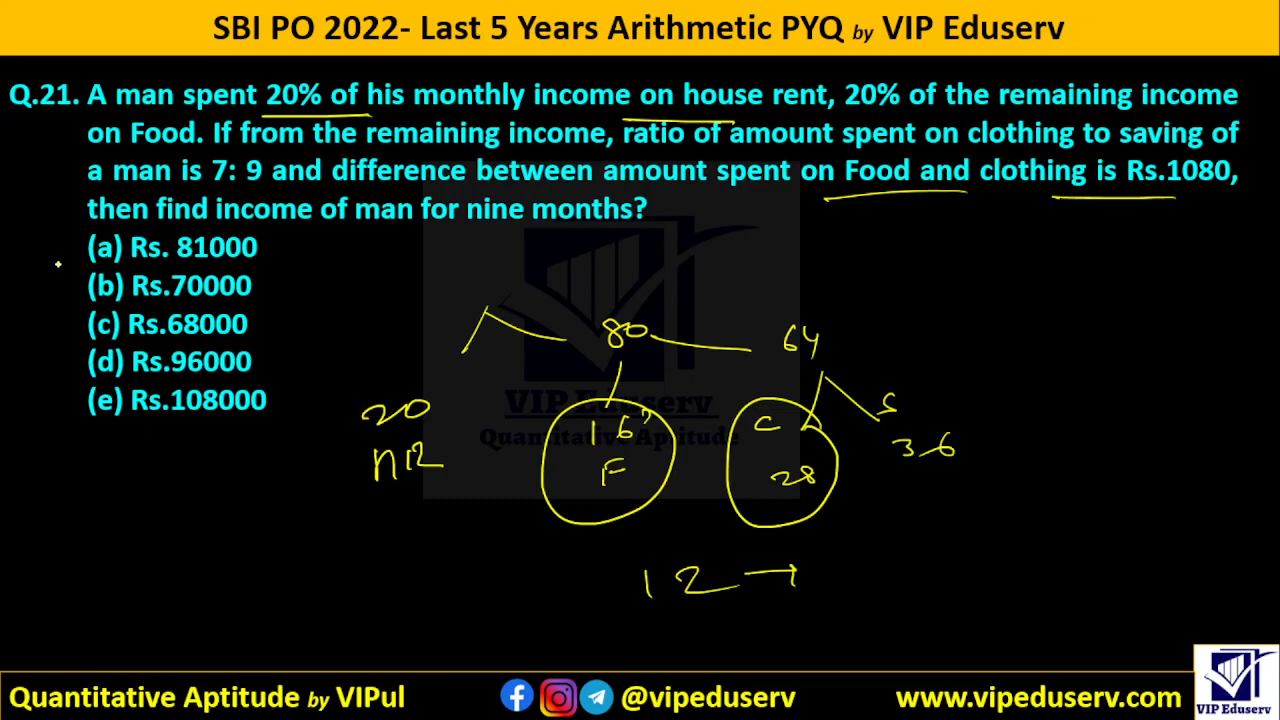 SBI PO 2022- Last 5 Years Arithmetic PYQ by VIP Eduserv
Q.21. A man spent 20% of his monthly income on house rent, 20% of the remaining income
on Food. If from the remaining income, ratio of amount spent on clothing to saving of
a man is 7: 9 and difference between amount spent on Food and clothing is Rs.1080,
then find income of man for nine months?
(a) Rs. 81000
(b) Rs.70000
(c) Rs.68000
(d) Rs.96000
(e) Rs.108000
80 64
20 16 C S
36
HR F 28
12 →
VIP Eduserv
Quantitative Aptitude
Quantitative Aptitude by VIPul @vipeduserv www.vipeduserv.com
VIP Eduserv